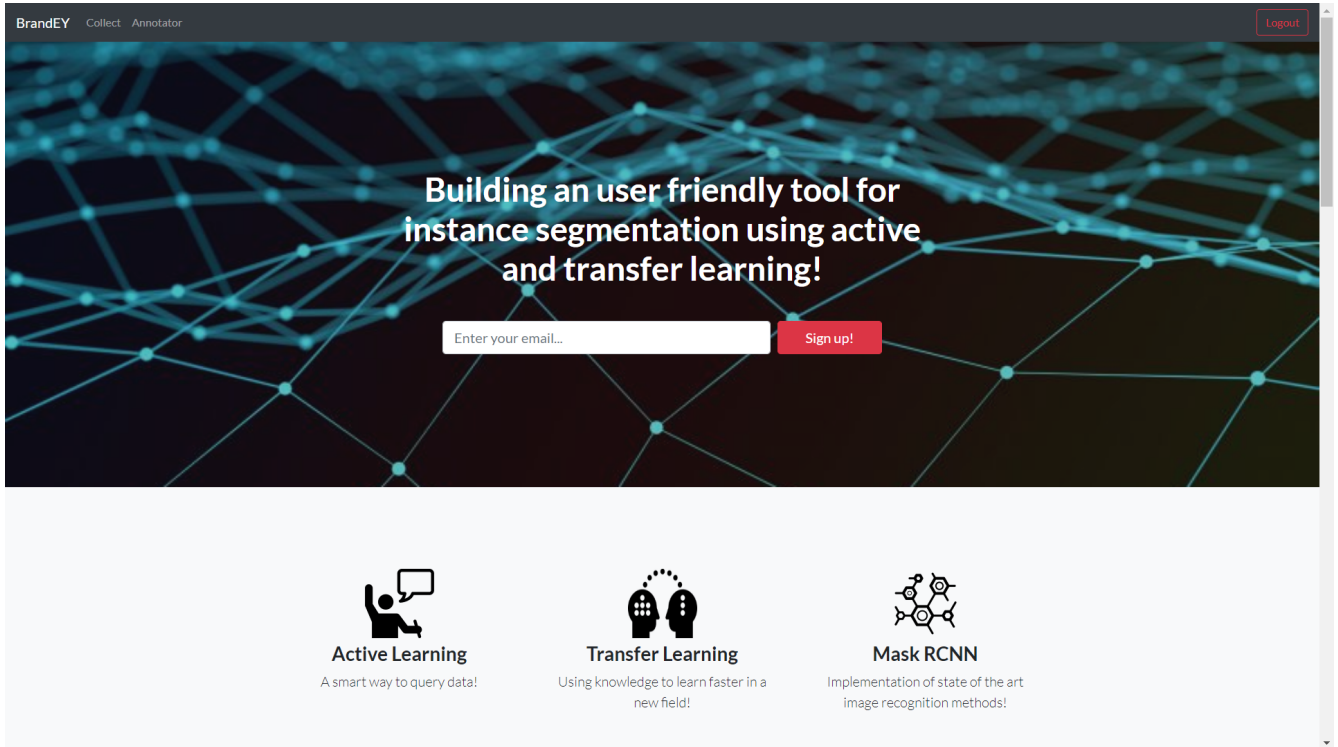 BrandEY Collect Annotator Logout
Building an user friendly tool for
instance segmentation using active
and transfer learning!
Enter your email... Sign up!
Active Learning
A smart way to query data!
Transfer Learning
Using knowledge to learn faster in a
new field!
Mask RCNN
Implementation of state of the art
image recognition methods!